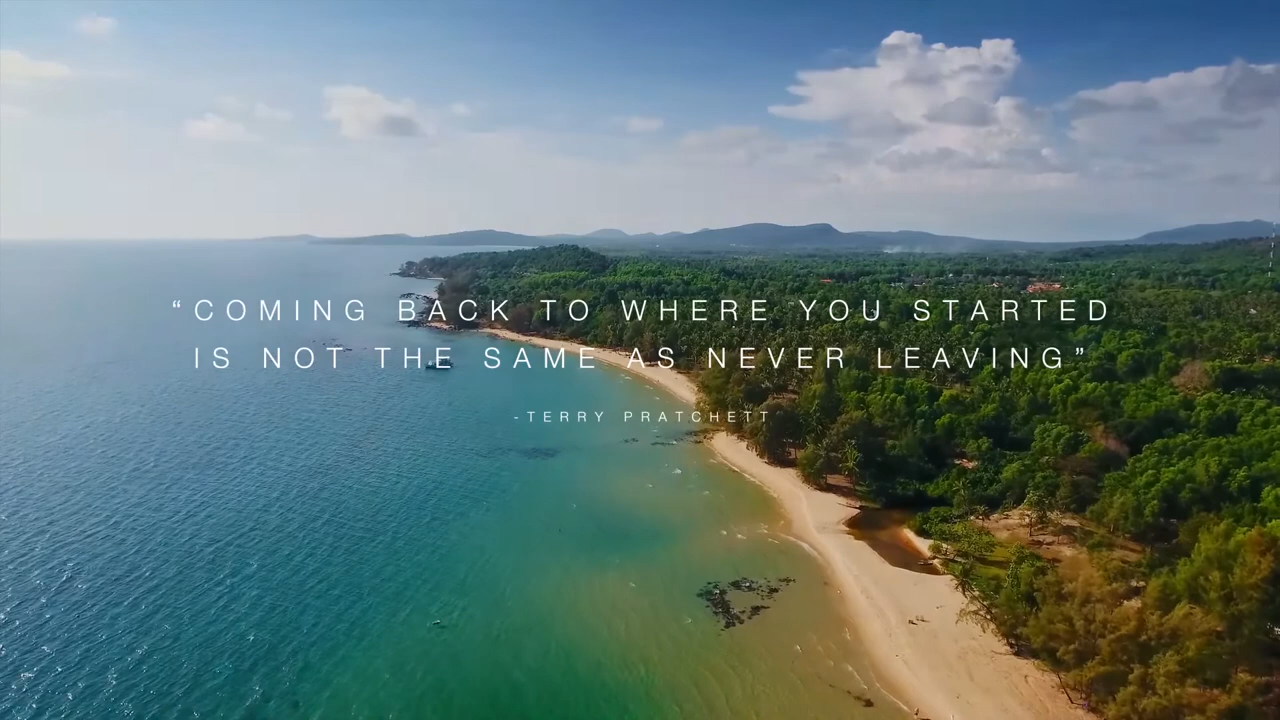 “COMING BACK TO WHERE YOU STARTED
IS NOT THE SAME AS NEVER LEAVING”
-TERRY PRATCHETT